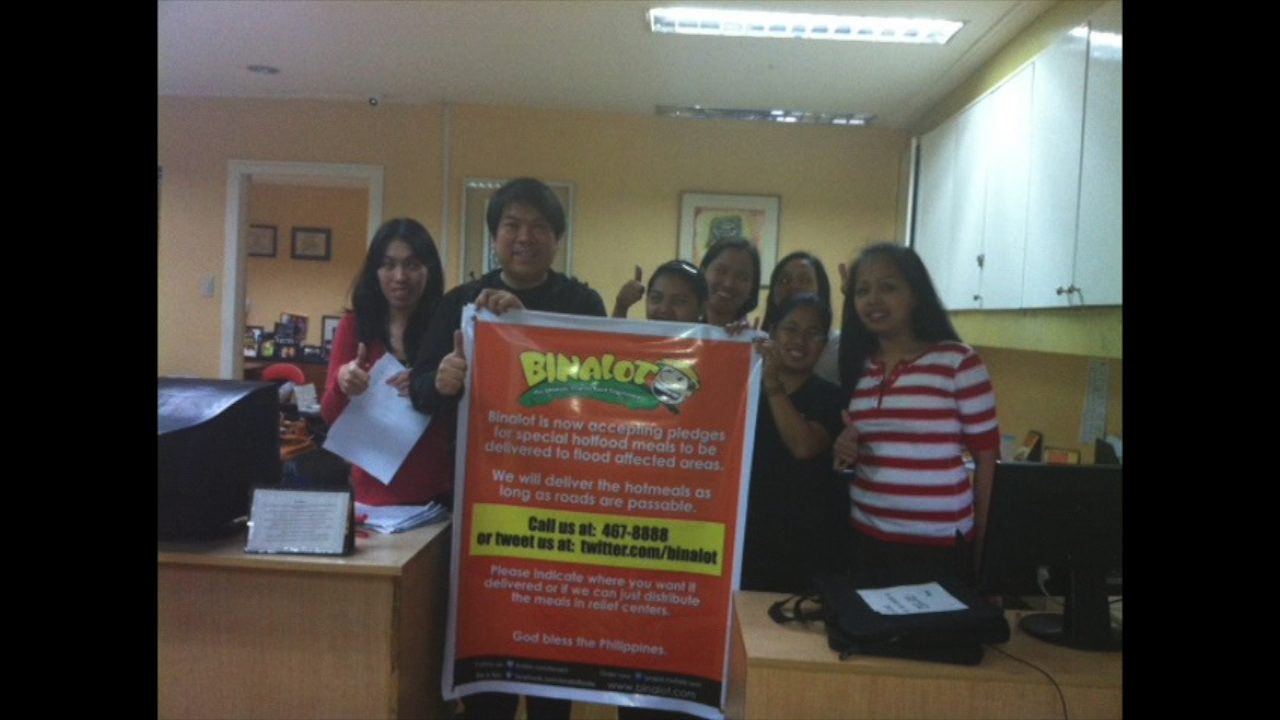 BINALOT
Binalot is now accepting pledges
for special hotfood meals to be
delivered to flood affected areas.
We will deliver the hotmeals as
long as roads are passable.
Call us at: 467-8888
or tweet us at: twitter.com/binalot
Please indicate where you want it
delivered or if we can just distribute
the meals in relief centers.
God bless the Philippines.
www.binalot.com